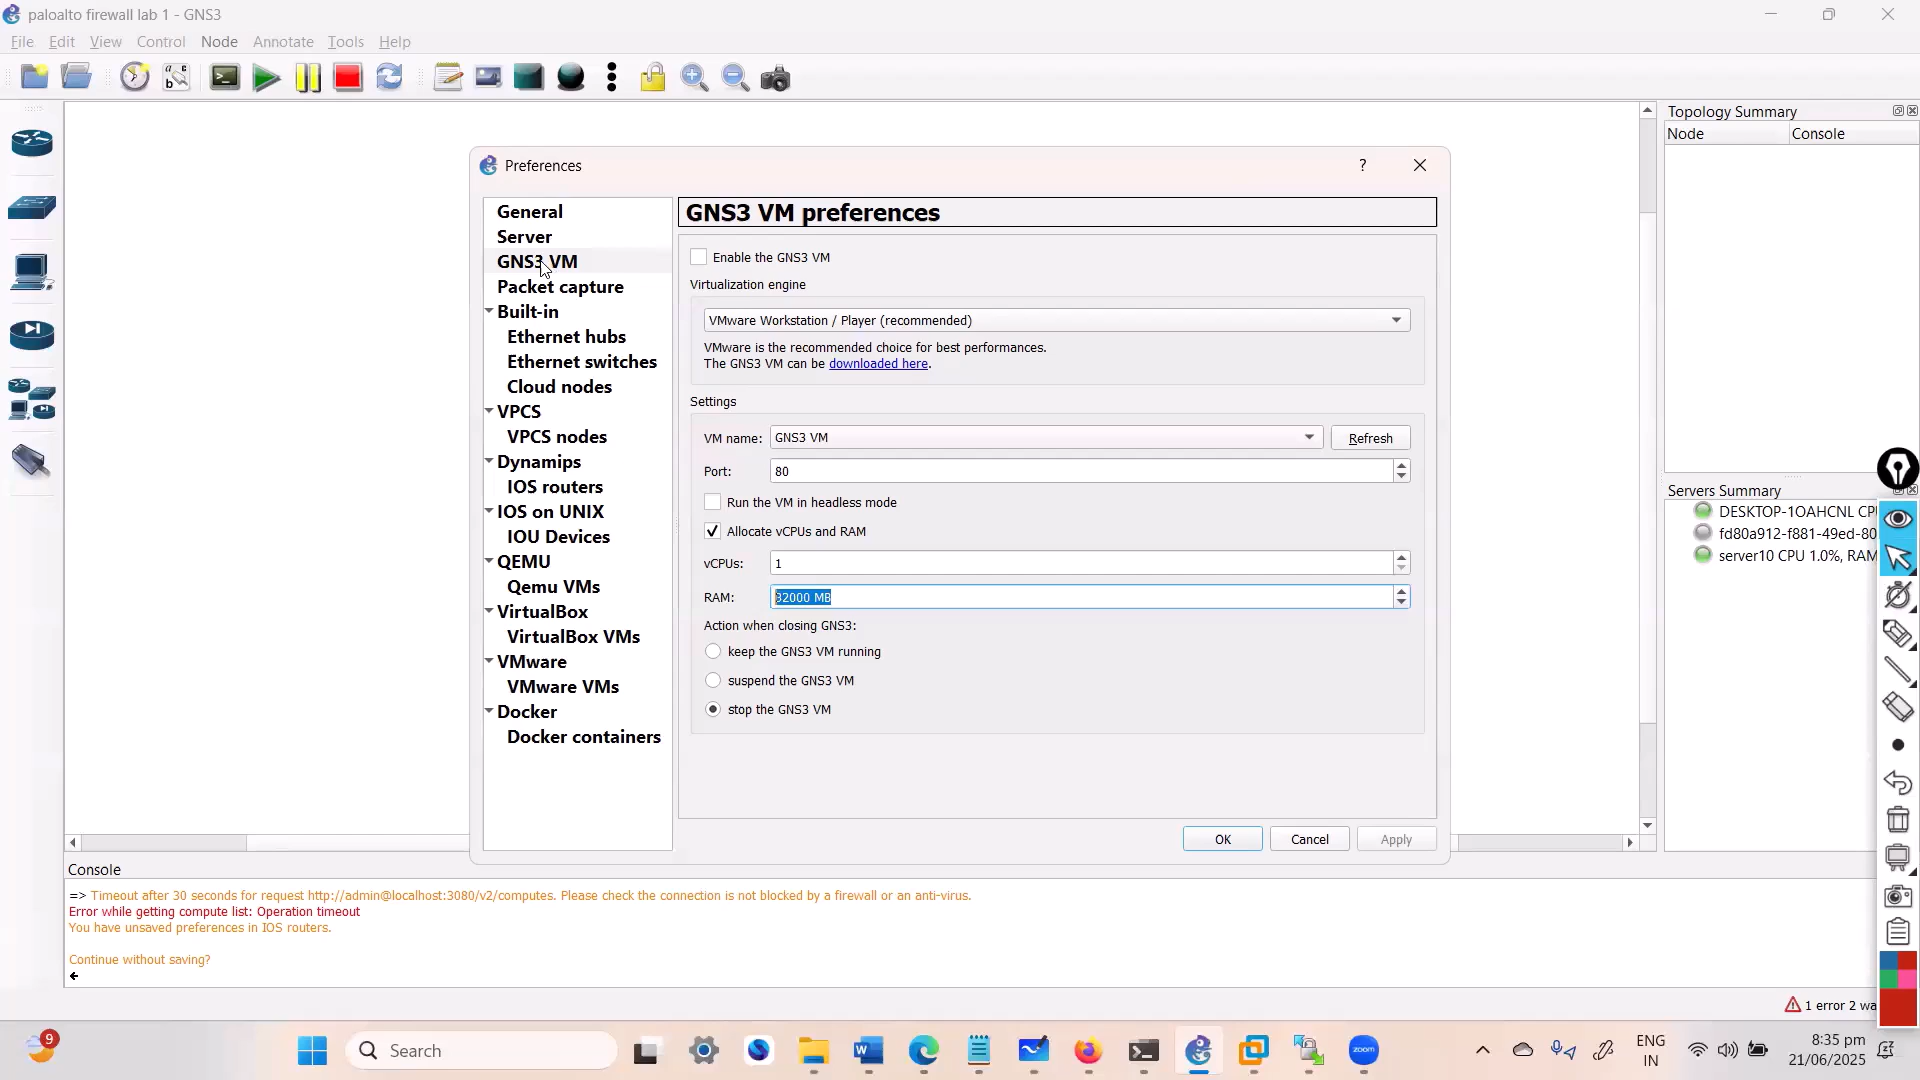 paloalto firewall lab 1 - GNS3
File Edit View Control Node Annotate Tools Help
Topology Summary
Node Console
Preferences
?
General
Server
GNS3 VM
Packet capture
Built-in
Ethernet hubs
Ethernet switches
Cloud nodes
VPCS
VPCS nodes
Dynamips
IOS routers
IOS on UNIX
IOU Devices
QEMU
Qemu VMs
VirtualBox
VirtualBox VMs
VMware
VMware VMs
Docker
Docker containers
GNS3 VM preferences
Enable the GNS3 VM
Virtualization engine
VMware Workstation / Player (recommended)
VMware is the recommended choice for best performances.
The GNS3 VM can be downloaded here.
Settings
VM name: GNS3 VM Refresh
Port: 80
Run the VM in headless mode
Allocate vCPUs and RAM
vCPUs: 1
RAM: 32000 MB
Action when closing GNS3:
keep the GNS3 VM running
suspend the GNS3 VM
stop the GNS3 VM
OK Cancel Apply
Servers Summary
DESKTOP-1OAHCNL CPU
fd80a912-f881-49ed-80
server10 CPU 1.0%, RAM
Console
=> Timeout after 30 seconds for request http://admin@localhost:3080/v2/computes. Please check the connection is not blocked by a firewall or an anti-virus.
Error while getting compute list: Operation timeout
You have unsaved preferences in IOS routers.
Continue without saving?
1 error 2 wa
9
Search
zoom
ENG
IN
8:35 pm
21/06/2025